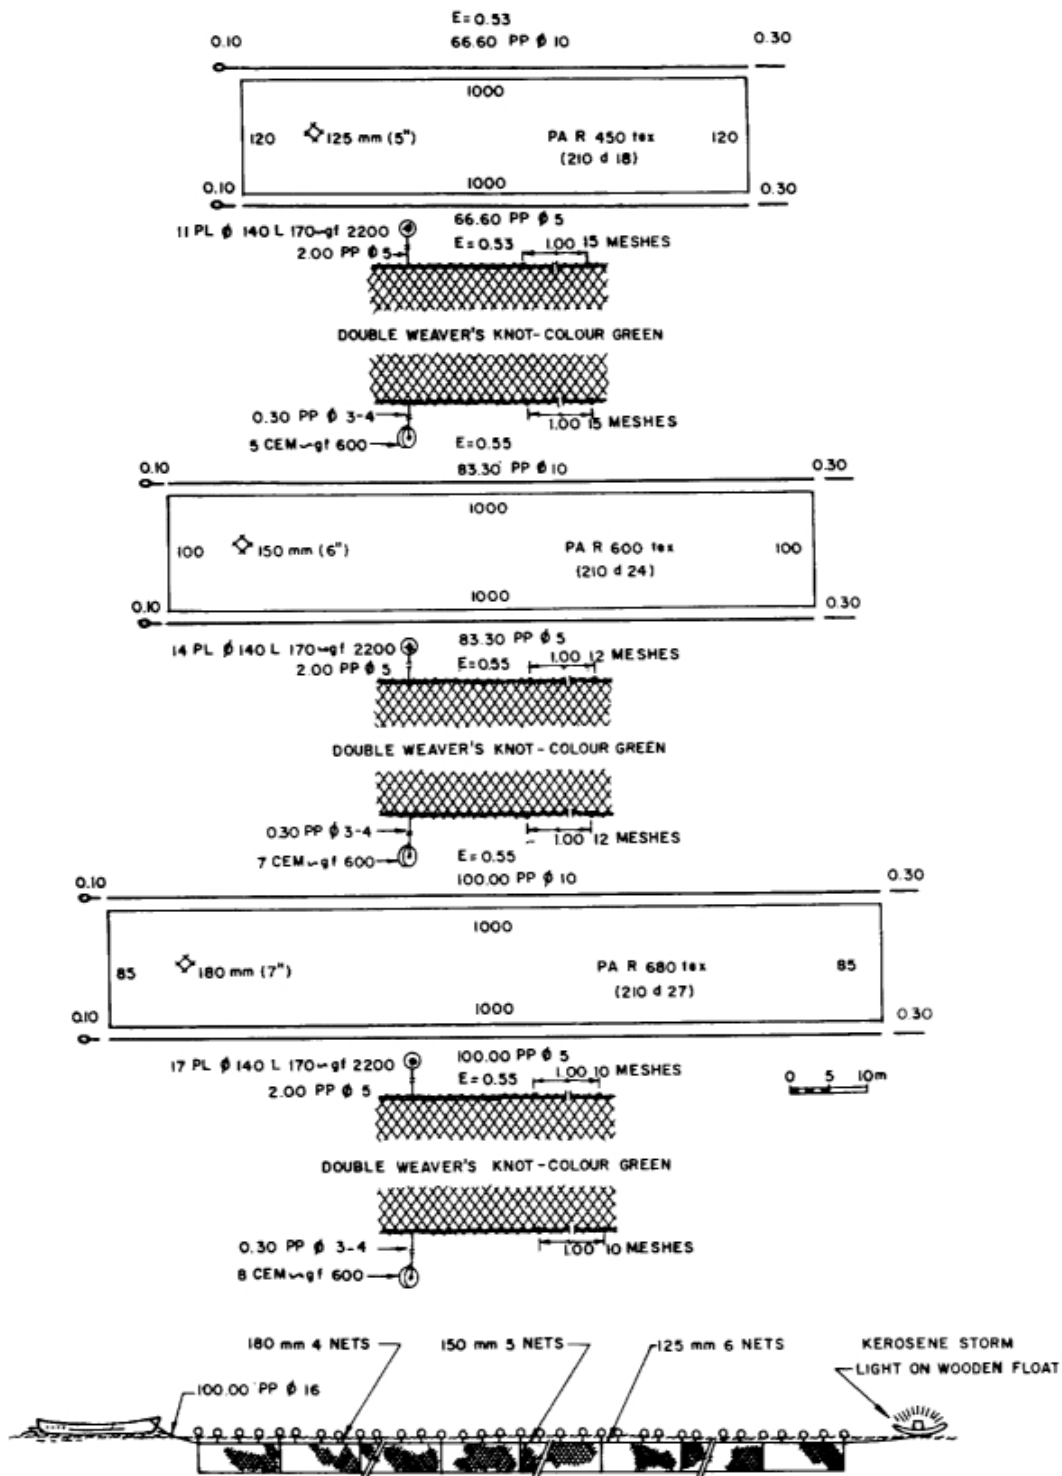 E=0.53
0.10 66.60 PP ϕ 10 0.30
1000
120 125 mm (5") PA R 450 tex 120
(210 d 18)
1000
0.10 0.30
66.60 PP ϕ 5
11 PL ϕ 140 L 170~gf 2200
E=0.53 1.00 15 MESHES
2.00 PP ϕ 5
DOUBLE WEAVER'S KNOT-COLOUR GREEN
0.30 PP ϕ 3-4
1.00 15 MESHES
5 CEM~gf 600
E=0.55
0.10 83.30 PP ϕ 10 0.30
1000
100 150 mm (6") PA R 600 tex 100
(210 d 24)
1000
0.10 0.30
83.30 PP ϕ 5
14 PL ϕ 140 L 170~gf 2200
1.00 12 MESHES
2.00 PP ϕ 5 E=0.55
DOUBLE WEAVER'S KNOT-COLOUR GREEN
0.30 PP ϕ 3-4
1.00 12 MESHES
7 CEM~gf 600
E=0.55
0.10 100.00 PP ϕ 10 0.30
1000
85 180 mm (7") PA R 680 tex 85
(210 d 27)
1000
0.10 0.30
100.00 PP ϕ 5
17 PL ϕ 140 L 170~gf 2200
E=0.55 1.00 10 MESHES
2.00 PP ϕ 5
0 5 10m
DOUBLE WEAVER'S KNOT-COLOUR GREEN
0.30 PP ϕ 3-4
1.00 10 MESHES
8 CEM~gf 600
180 mm 4 NETS 150 mm 5 NETS 125 mm 6 NETS KEROSENE STORM
LIGHT ON WOODEN FLOAT
100.00 PP ϕ 16